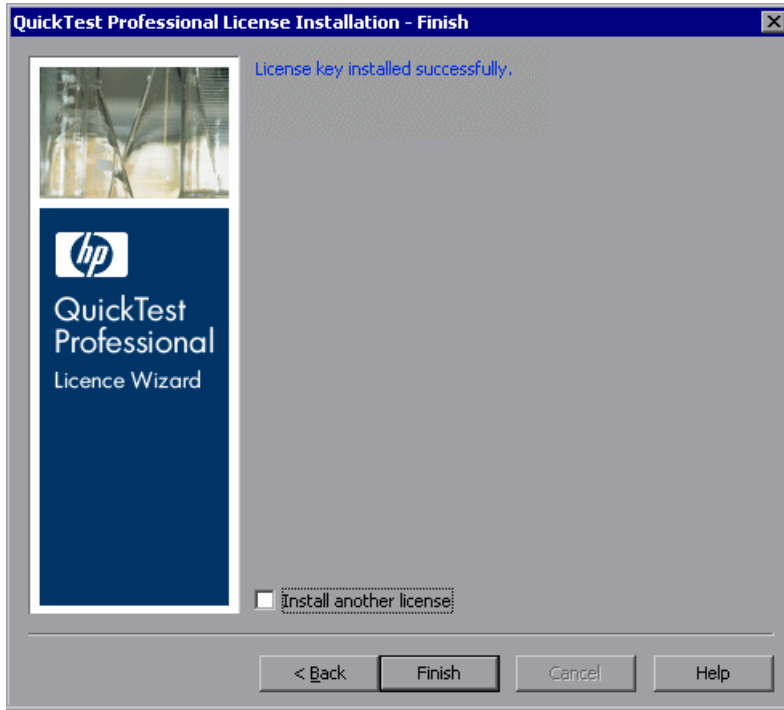 QuickTest Professional License Installation - Finish
License key installed successfully.
hp
QuickTest
Professional
Licence Wizard
Install another license
< Back
Finish
Cancel
Help